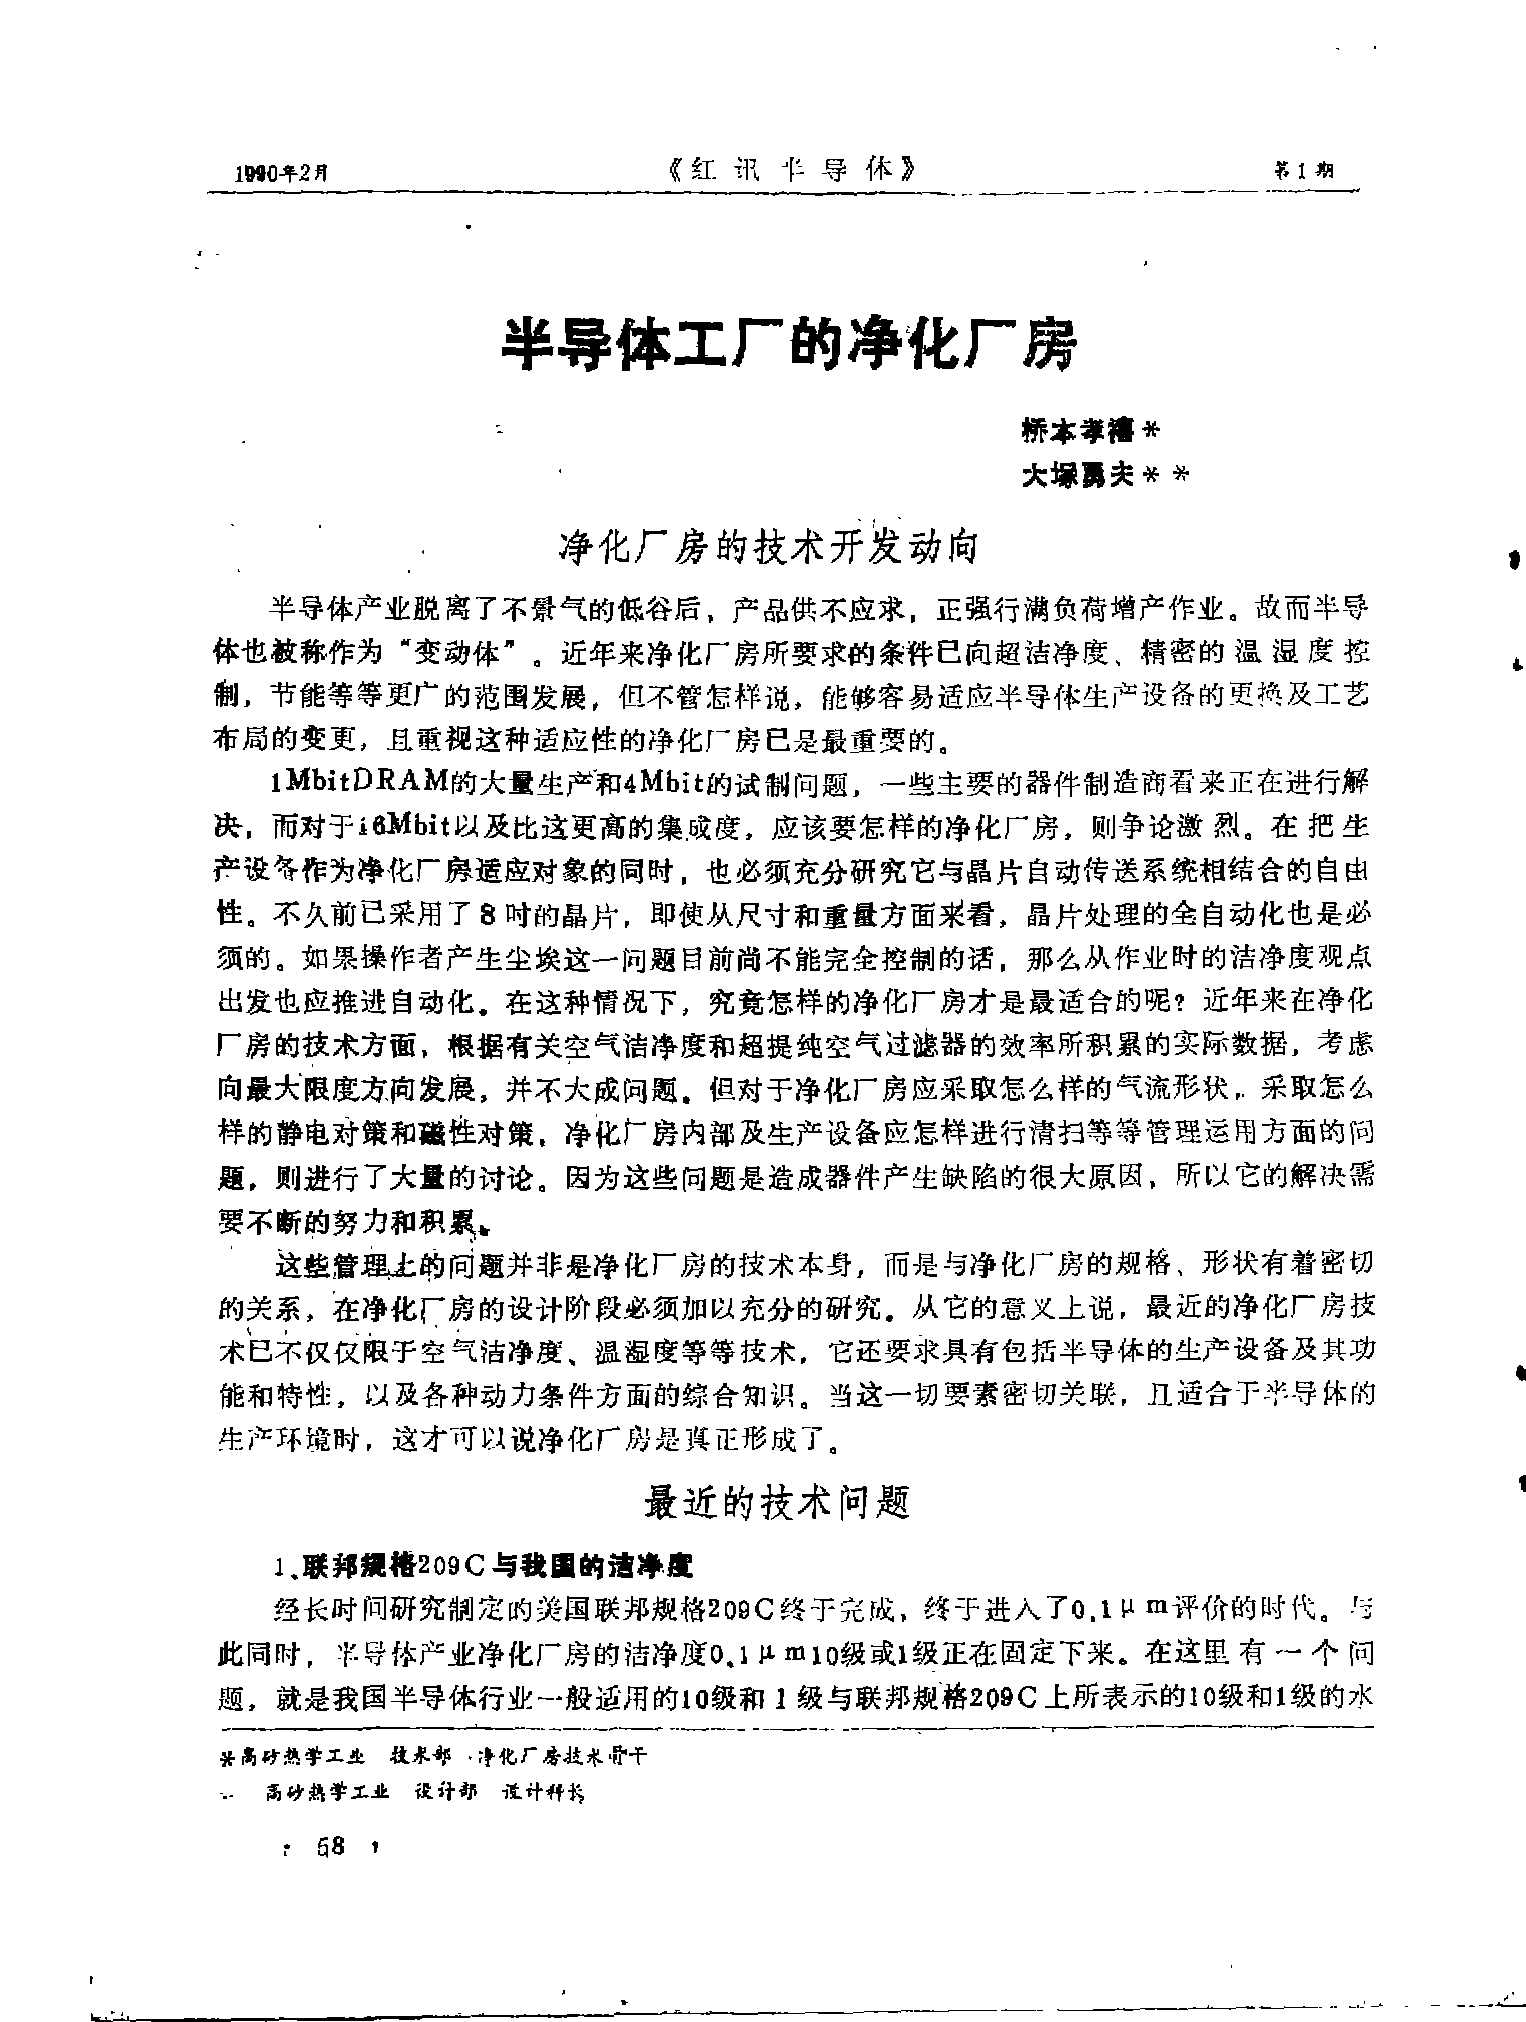 1990年2月 《红讯半导体》 第1期
半导体工厂的净化厂房
桥本孝禧*
大塚勇夫**
净化厂房的技术开发动向
半导体产业脱离了不景气的低谷后，产品供不应求，正强行满负荷增产作业。故而半导
体也被称作为“变动体”。近年来净化厂房所要求的条件已向超洁净度、精密的温湿度控
制，节能等等更广的范围发展，但不管怎样说，能够容易适应半导体生产设备的更换及工艺
布局的变更，且重视这种适应性的净化厂房已是最重要的。
1MbitDRAM的大量生产和4Mbit的试制问题，一些主要的器件制造商看来正在进行解
决，而对于16Mbit以及比这更高的集成度，应该要怎样的净化厂房，则争论激烈。在把生
产设备作为净化厂房适应对象的同时，也必须充分研究它与晶片自动传送系统相结合的自由
性。不久前已采用了8吋的晶片，即使从尺寸和重量方面来看，晶片处理的全自动化也是必
须的。如果操作者产生尘埃这一问题目前尚不能完全控制的话，那么从作业时的洁净度观点
出发也应推进自动化。在这种情况下，究竟怎样的净化厂房才是最适合的呢？近年来在净化
厂房的技术方面，根据有关空气洁净度和超提纯空气过滤器的效率所积累的实际数据，考虑
向最大限度方向发展，并不大成问题。但对于净化厂房应采取怎么样的气流形状，采取怎么
样的静电对策和磁性对策，净化厂房内部及生产设备应怎样进行清扫等等管理运用方面的问
题，则进行了大量的讨论。因为这些问题是造成器件产生缺陷的很大原因，所以它的解决需
要不断的努力和积累。
这些管理上的问题并非是净化厂房的技术本身，而是与净化厂房的规格、形状有着密切
的关系，在净化厂房的设计阶段必须加以充分的研究。从它的意义上说，最近的净化厂房技
术已不仅仅限于空气洁净度、温湿度等等技术，它还要求具有包括半导体的生产设备及其功
能和特性，以及各种动力条件方面的综合知识。当这一切要素密切关联，且适合于半导体的
生产环境时，这才可以说净化厂房是真正形成了。
最近的技术问题
1、联邦规格209C与我国的洁净度
经长时间研究制定的美国联邦规格209C终于完成，终于进入了0.1μm评价的时代。与
此同时，半导体产业净化厂房的洁净度0.1μm10级或1级正在固定下来。在这里有一个问
题，就是我国半导体行业一般适用的10级和1级与联邦规格209C上所表示的10级和1级的水
*高砂热学工业 技术部 净化厂房技术骨干
高砂热学工业 设计部 设计科长
68